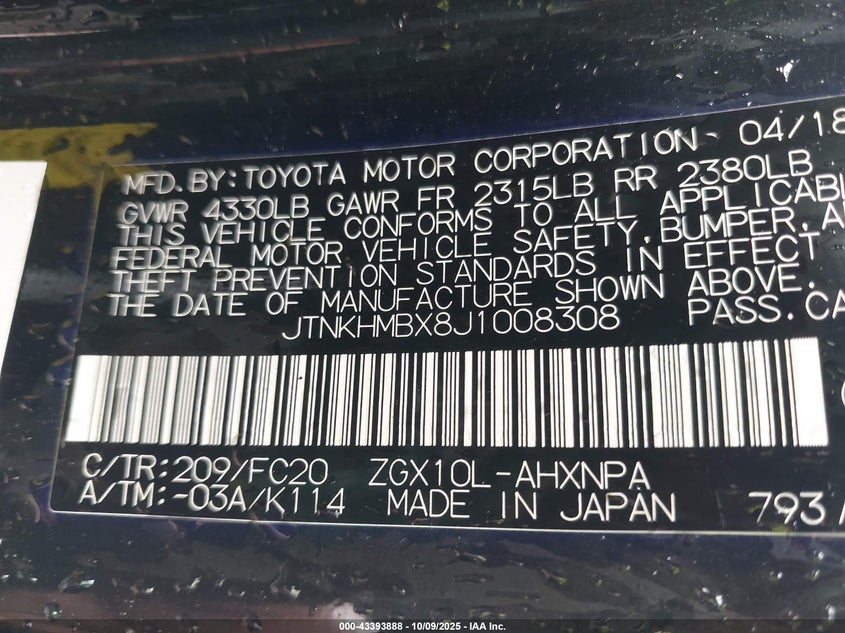 MFD.BY:TOYOTA MOTOR CORPORATION 04/18
GVWR 4330LB GAWR FR 2315LB RR 2380LB
THIS VEHICLE CONFORMS TO ALL APPLICABL
FEDERAL MOTOR VEHICLE SAFETY, BUMPER, A
THEFT PREVENTION STANDARDS IN EFFECT
THE DATE OF MANUFACTURE SHOWN ABOVE.
JTNKHMBX8J1008308 PASS.CA
C/TR:209/FC20 ZGX10L-AHXNPA
A/TM:-03A/K114 MADE IN JAPAN 793
000-43393888 | 10/09/2025 - IAA Inc.